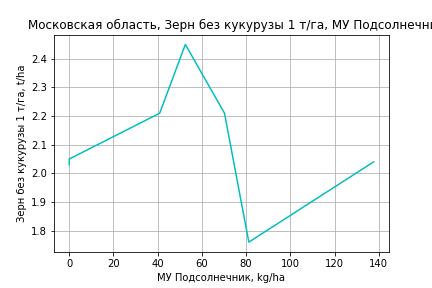 Московская область, Зерн без кукурузы 1 т/га, МУ Подсолнечни
2.4
2.3
2.2
2.1
2.0
1.9
1.8
Зерн без кукурузы 1 т/га, t/ha
0 20 40 60 80 100 120 140
МУ Подсолнечник, kg/ha